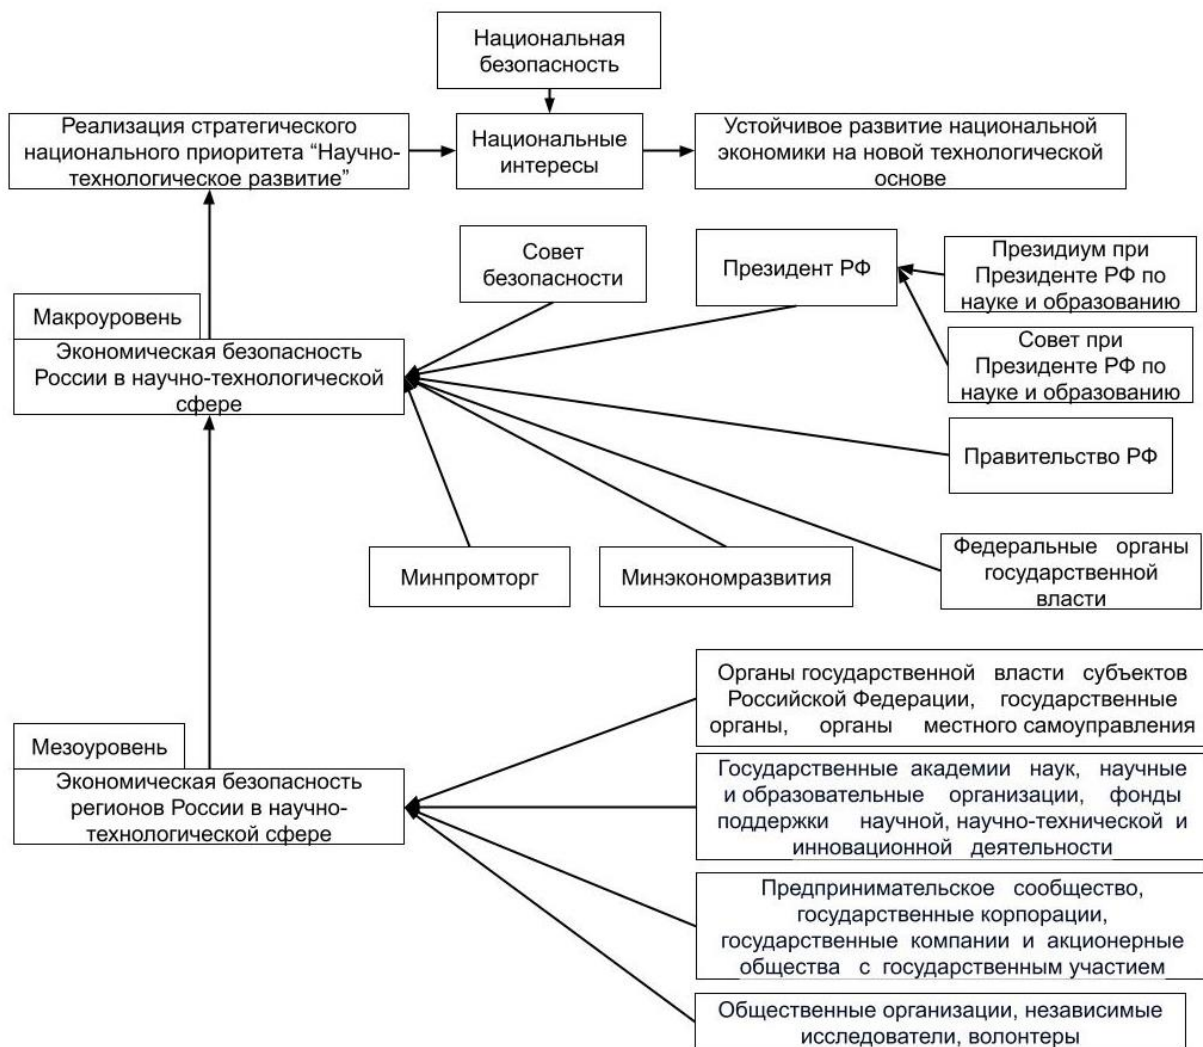 Национальная
безопасность
Реализация стратегического
национального приоритета “Научно-
технологическое развитие”
Национальные
интересы
Устойчивое развитие национальной
экономики на новой технологической
основе
Совет
безопасности
Президент РФ
Президиум при
Президенте РФ по
науке и образованию
Макроуровень
Экономическая безопасность
России в научно-технологической
сфере
Совет при
Президенте РФ по
науке и образованию
Правительство РФ
Минпромторг
Минэкономразвития
Федеральные органы
государственной
власти
Органы государственной власти субъектов
Российской Федерации, государственные
органы, органы местного самоуправления
Мезоуровень
Экономическая безопасность
регионов России в научно-
технологической сфере
Государственные академии наук, научные
и образовательные организации, фонды
поддержки научной, научно-технической и
инновационной деятельности
Предпринимательское сообщество,
государственные корпорации,
государственные компании и акционерные
общества с государственным участием
Общественные организации, независимые
исследователи, волонтеры